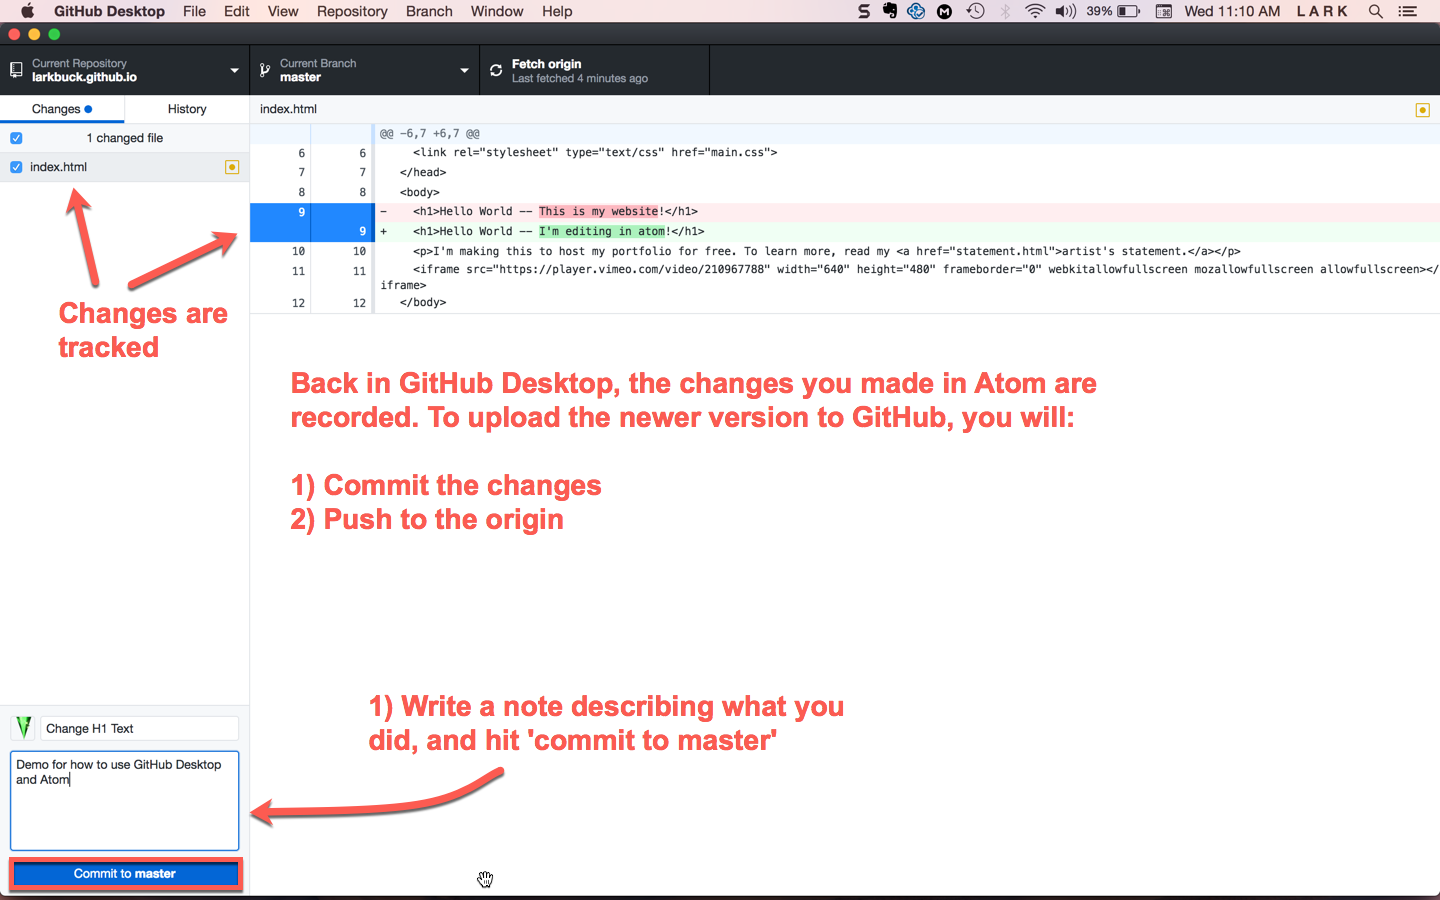 GitHub Desktop File Edit View Repository Branch Window Help 39% Wed 11:10 AM LARK
Current Repository
larkbuck.github.io
Current Branch
master
Fetch origin
Last fetched 4 minutes ago
Changes History
index.html
1 changed file
index.html
@@ -6,7 +6,7 @@
6 6 <link rel="stylesheet" type="text/css" href="main.css">
7 7 </head>
8 8 <body>
9 - <h1>Hello World -- This is my website!</h1>
9 + <h1>Hello World -- I'm editing in atom!</h1>
10 10 <p>I'm making this to host my portfolio for free. To learn more, read my <a href="statement.html">artist's statement.</a></p>
11 11 <iframe src="https://player.vimeo.com/video/210967788" width="640" height="480" frameborder="0" webkitallowfullscreen mozallowfullscreen allowfullscreen></
iframe>
12 12 </body>
Changes are
tracked
Back in GitHub Desktop, the changes you made in Atom are
recorded. To upload the newer version to GitHub, you will:
1) Commit the changes
2) Push to the origin
1) Write a note describing what you
did, and hit 'commit to master'
Change H1 Text
Demo for how to use GitHub Desktop
and Atom
Commit to master